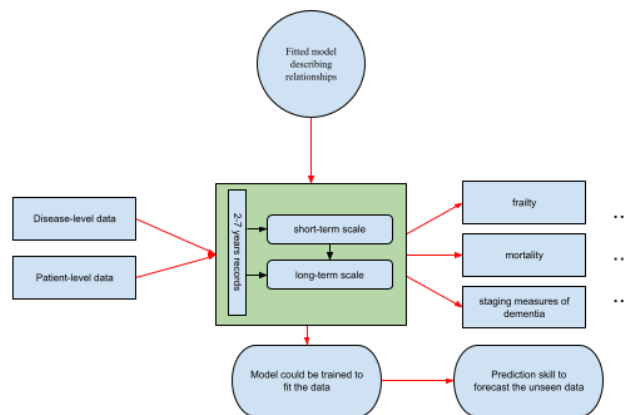 Fitted model
describing
relationships
Disease-level data
Patient-level data
2-7 years records
short-term scale
long-term scale
frailty
mortality
staging measures of
dementia
...
...
...
Model could be trained to
fit the data
Prediction skill to
forecast the unseen data